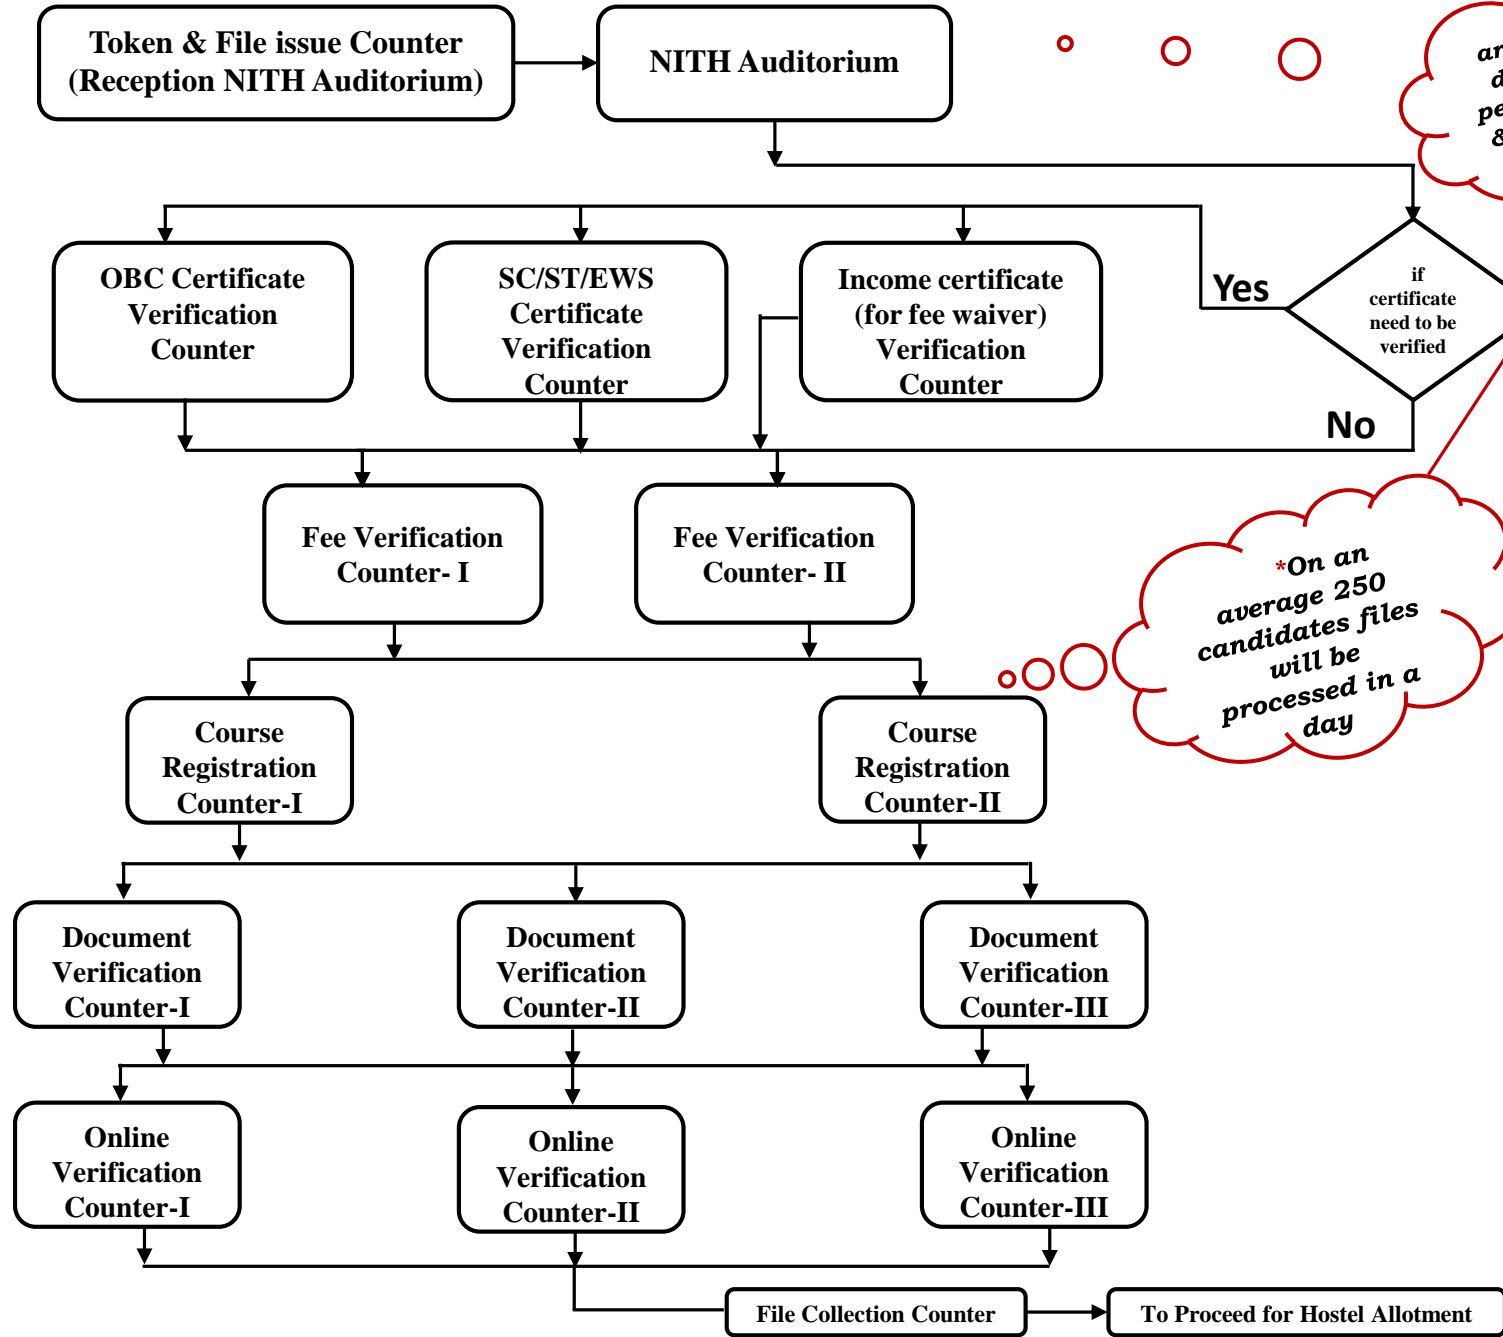 Token & File issue Counter
(Reception NITH Auditorium)
NITH Auditorium
OBC Certificate
Verification
Counter
SC/ST/EWS
Certificate
Verification
Counter
Income certificate
(for fee waiver)
Verification
Counter
Yes
if
certificate
need to be
verified
No
Fee Verification
Counter- I
Fee Verification
Counter- II
*On an
average 250
candidates files
will be
processed in a
day
Course
Registration
Counter-I
Course
Registration
Counter-II
Document
Verification
Counter-I
Document
Verification
Counter-II
Document
Verification
Counter-III
Online
Verification
Counter-I
Online
Verification
Counter-II
Online
Verification
Counter-III
File Collection Counter
To Proceed for Hostel Allotment